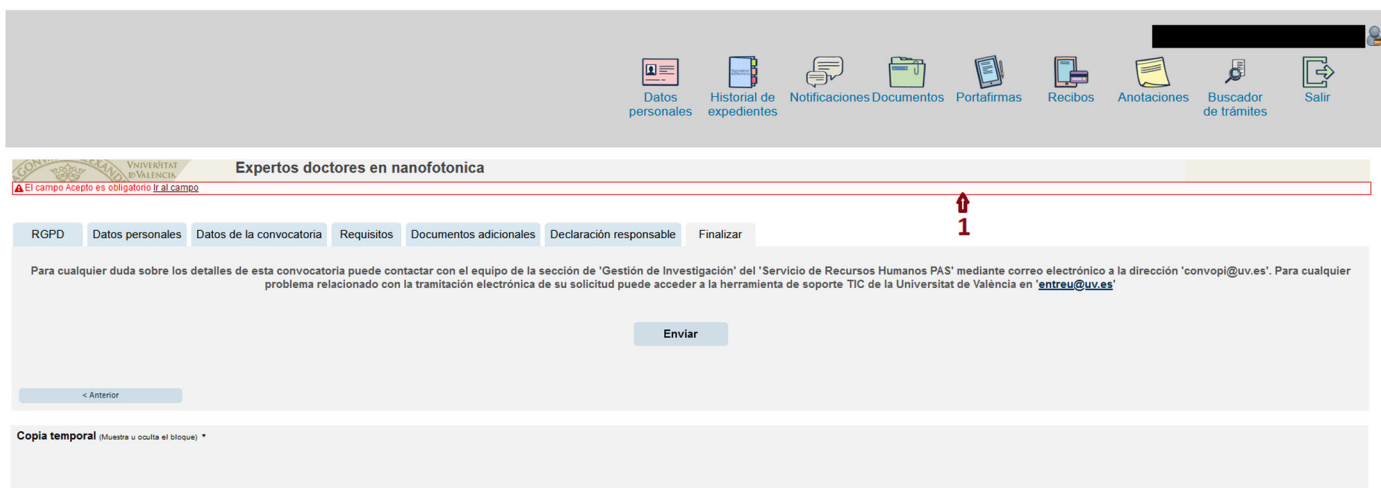 Datos personales
Historial de expedientes
Notificaciones
Documentos
Portafirmas
Recibos
Anotaciones
Buscador de trámites
Salir
VNIVERSITAT
ID VALÈNCIA
Expertos doctores en nanofotonica
El campo Acepto es obligatorio Ir al campo
1
RGPD
Datos personales
Datos de la convocatoria
Requisitos
Documentos adicionales
Declaración responsable
Finalizar
Para cualquier duda sobre los detalles de esta convocatoria puede contactar con el equipo de la sección de 'Gestión de Investigación' del 'Servicio de Recursos Humanos PAS' mediante correo electrónico a la dirección 'convopi@uv.es'. Para cualquier
problema relacionado con la tramitación electrónica de su solicitud puede acceder a la herramienta de soporte TIC de la Universitat de València en 'entreu@uv.es'
Enviar
< Anterior
Copia temporal (Muestra u oculta el bloque)